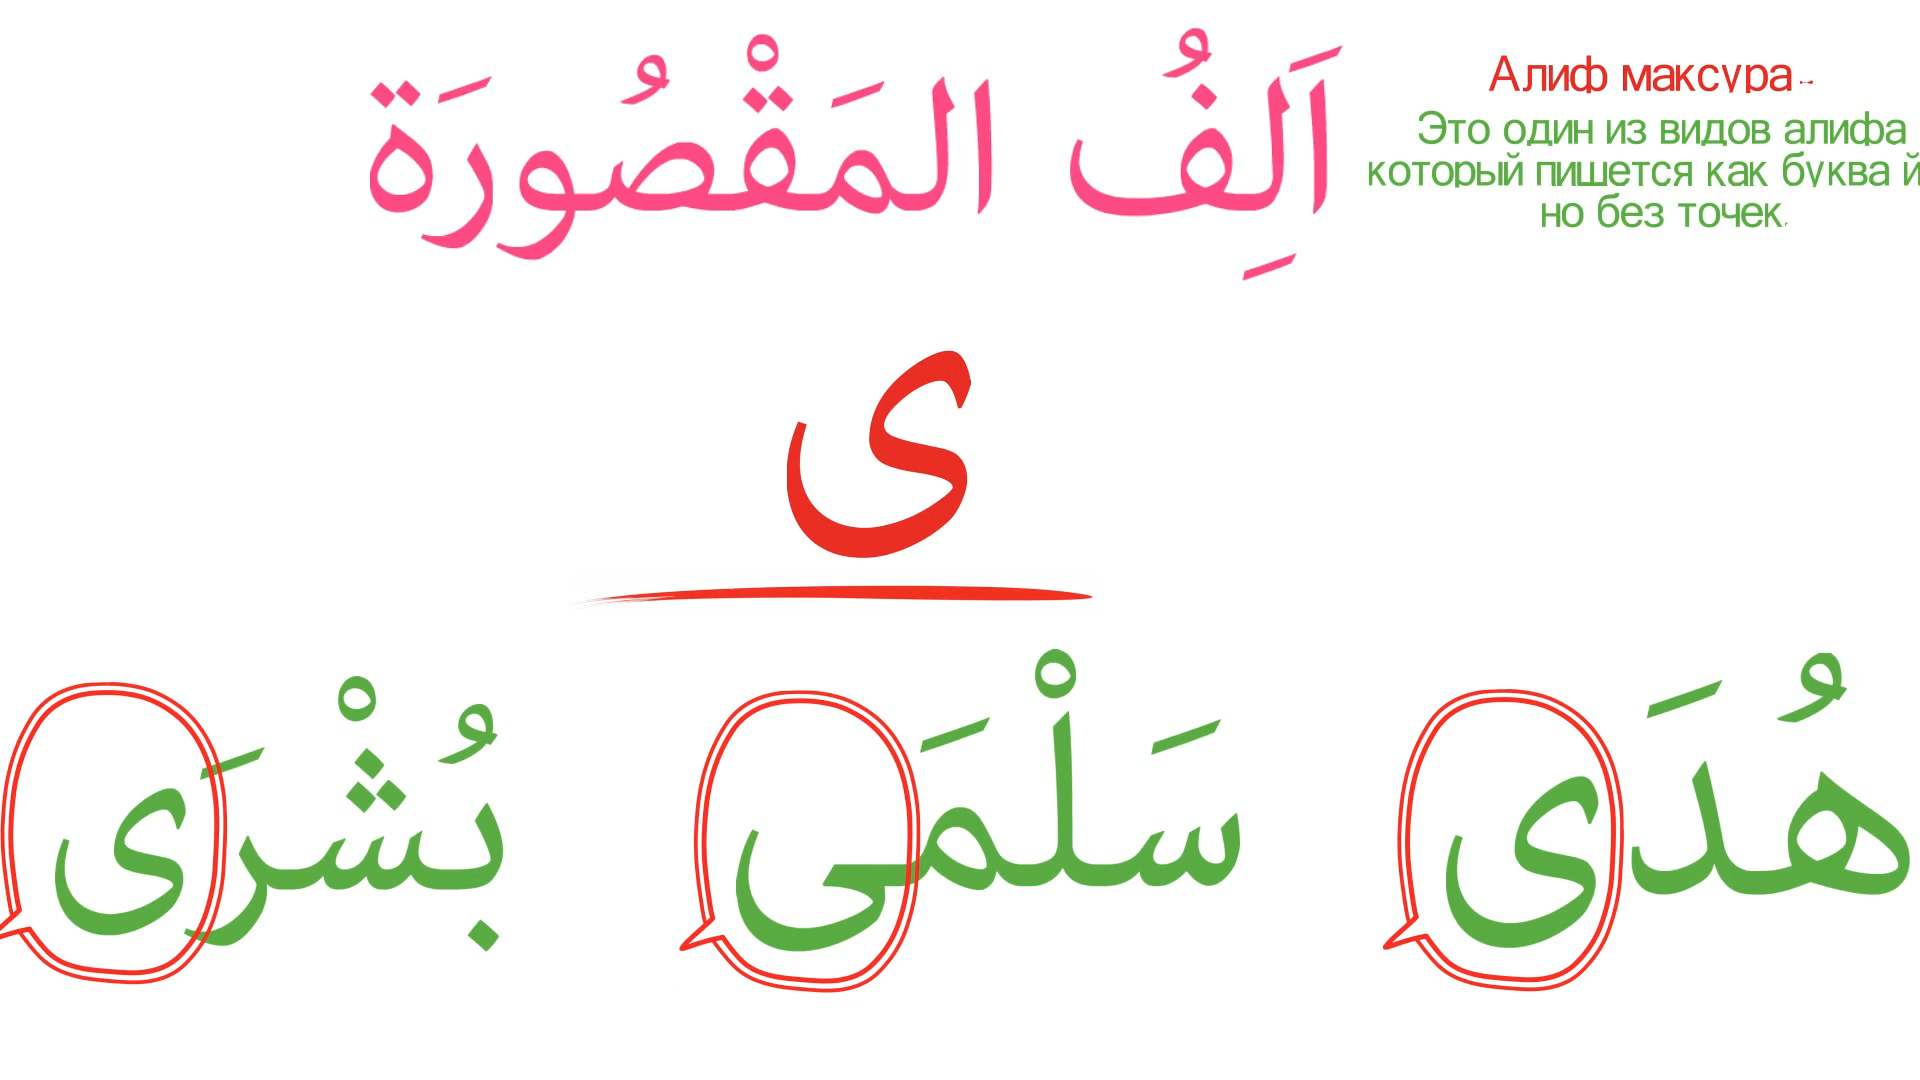 اَلِفُ المَقْصُورَة
Алиф максура-
Это один из видов алифа
который пишется как буква й
но без точек.
ى
هُدَى سَلْمَى بُشْرَى